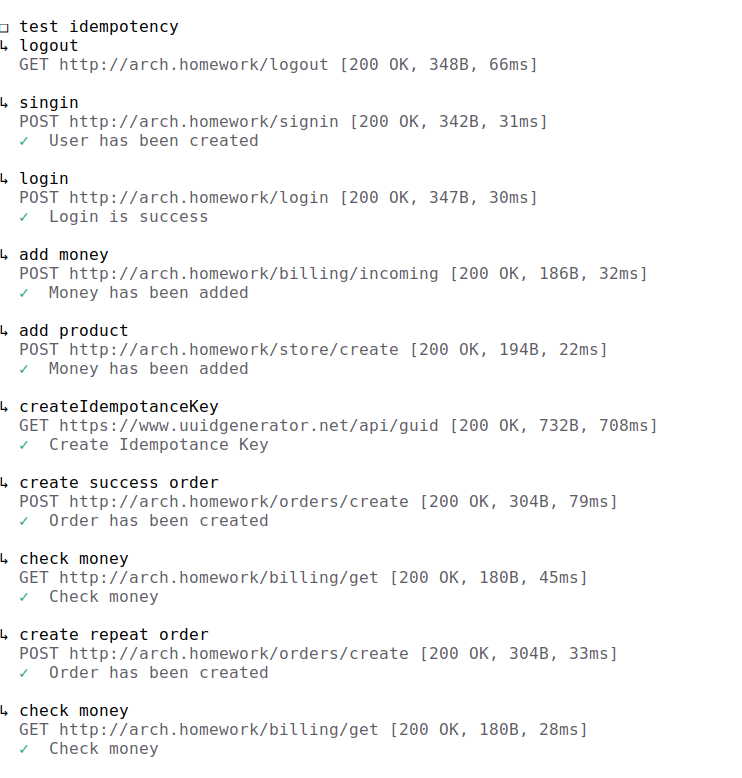 ❏ test idempotency
↳ logout
GET http://arch.homework/logout [200 OK, 348B, 66ms]
↳ singin
POST http://arch.homework/signin [200 OK, 342B, 31ms]
✓ User has been created
↳ login
POST http://arch.homework/login [200 OK, 347B, 30ms]
✓ Login is success
↳ add money
POST http://arch.homework/billing/incoming [200 OK, 186B, 32ms]
✓ Money has been added
↳ add product
POST http://arch.homework/store/create [200 OK, 194B, 22ms]
✓ Money has been added
↳ createIdempotanceKey
GET https://www.uuidgenerator.net/api/guid [200 OK, 732B, 708ms]
✓ Create Idempotance Key
↳ create success order
POST http://arch.homework/orders/create [200 OK, 304B, 79ms]
✓ Order has been created
↳ check money
GET http://arch.homework/billing/get [200 OK, 180B, 45ms]
✓ Check money
↳ create repeat order
POST http://arch.homework/orders/create [200 OK, 304B, 33ms]
✓ Order has been created
↳ check money
GET http://arch.homework/billing/get [200 OK, 180B, 28ms]
✓ Check money